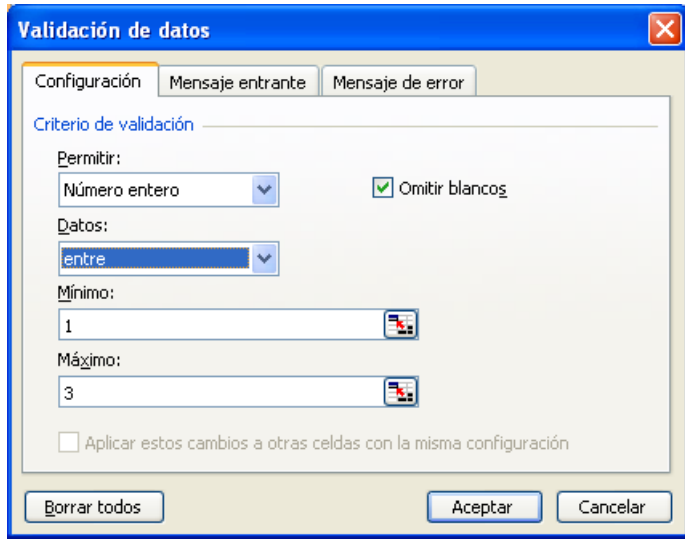 Validación de datos
Configuración Mensaje entrante Mensaje de error
Criterio de validación
Permitir:
Número entero Omitir blancos
Datos:
entre
Mínimo:
1
Máximo:
3
Aplicar estos cambios a otras celdas con la misma configuración
Borrar todos Aceptar Cancelar